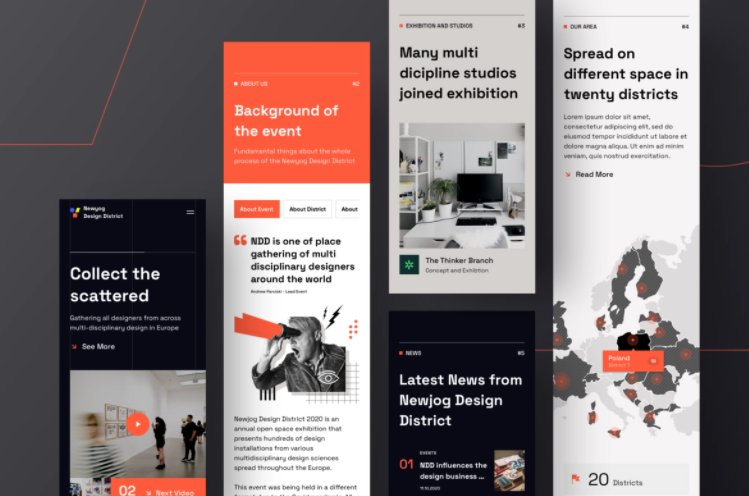 Newyog
Design District
Collect the
scattered
Gathering all designers from across
multi-disciplinary design in Europe
See More
02
Next Video
ABOUT US
#2
Background of
the event
Fundamental things about the whole
process of the Newyog Design District
About Event
About District
About
NDD is one of place
gathering of multi
disciplinary designers
around the world
Andrew Panulski - Lead Event
Newjog Design District 2020 is an
annual open space exhibition that
presents hundreds of design
installations from various
multidisciplinary design sciences
spread throughout the Europe.
This event was being held in a different
EXHIBITION AND STUDIOS
#3
Many multi
dicipline studios
joined exhibition
The Thinker Branch
Concept and Exhibition
NEWS
#5
Latest News from
Newjog Design
District
01
EVENTS
NDD influences the
design business ...
11.10.2020
OUR AREA
#4
Spread on
different space in
twenty districts
Lorem ipsum dolor sit amet,
consectetur adipiscing elit, sed do
eiusmod tempor incididunt ut labore et
dolore magna aliqua. Ut enim ad minim
veniam, quis nostrud exercitation.
Read More
Poland
District 7
20 Districts